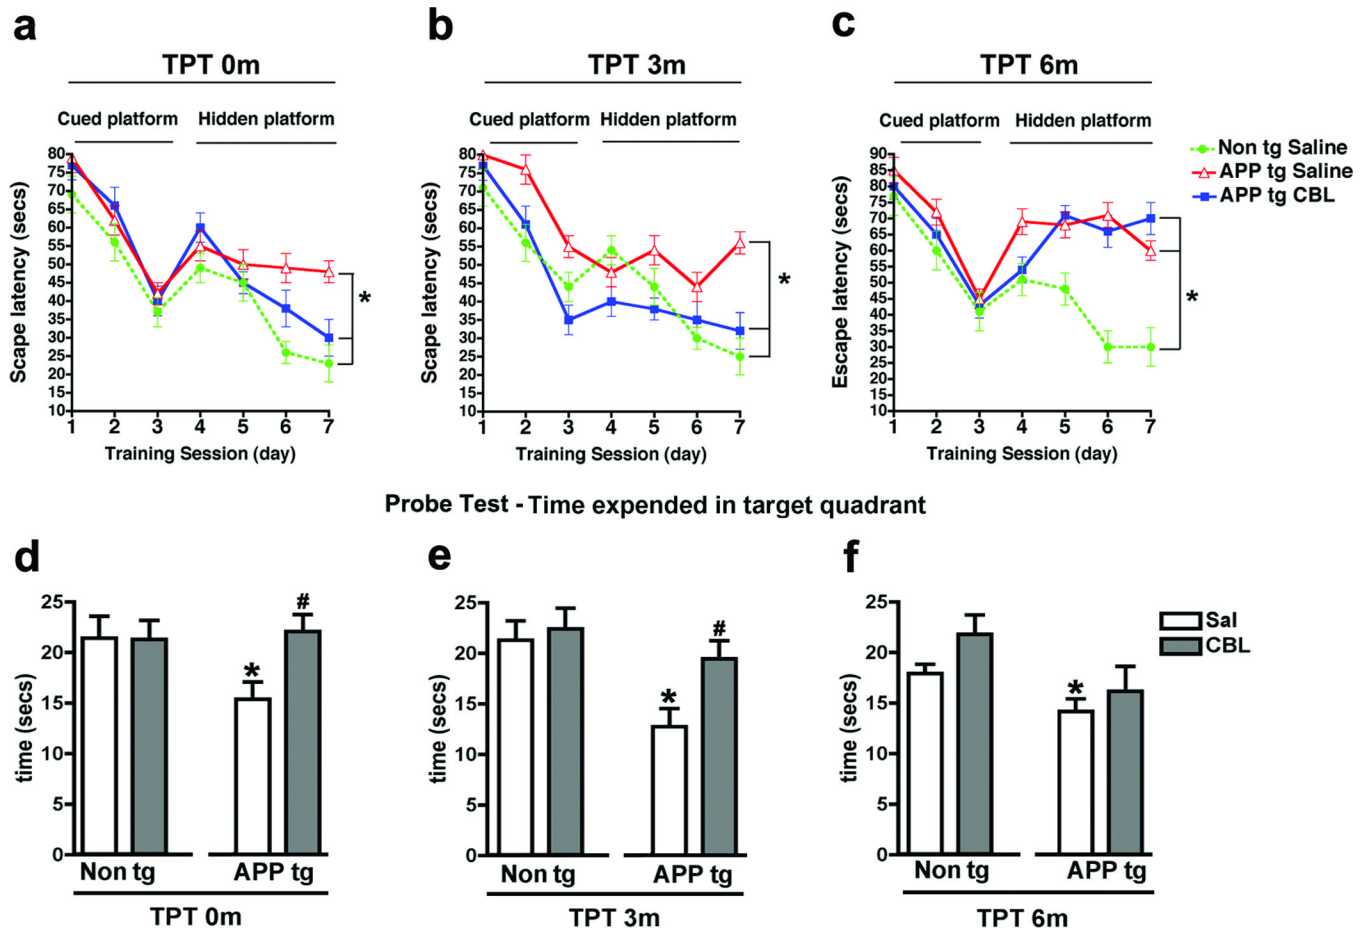 a
b
c
TPT 0m
TPT 3m
TPT 6m
Cued platform
Hidden platform
Cued platform
Hidden platform
Cued platform
Hidden platform
Non tg Saline
APP tg Saline
APP tg CBL
Scape latency (secs)
80
75
70
65
60
55
50
45
40
35
30
25
20
15
10
*
1 2 3 4 5 6 7
Training Session (day)
Scape latency (secs)
80
75
70
65
60
55
50
45
40
35
30
25
20
15
10
*
1 2 3 4 5 6 7
Training Session (day)
Escape latency (secs)
90
85
80
75
70
65
60
55
50
45
40
35
30
25
20
15
10
*
1 2 3 4 5 6 7
Training Session (day)
Probe Test - Time expended in target quadrant
d
e
f
time (secs)
25
20
15
10
5
0
*
#
Non tg
APP tg
TPT 0m
time (secs)
25
20
15
10
5
0
*
#
Non tg
APP tg
TPT 3m
time (secs)
25
20
15
10
5
0
*
Non tg
APP tg
TPT 6m
Sal
CBL